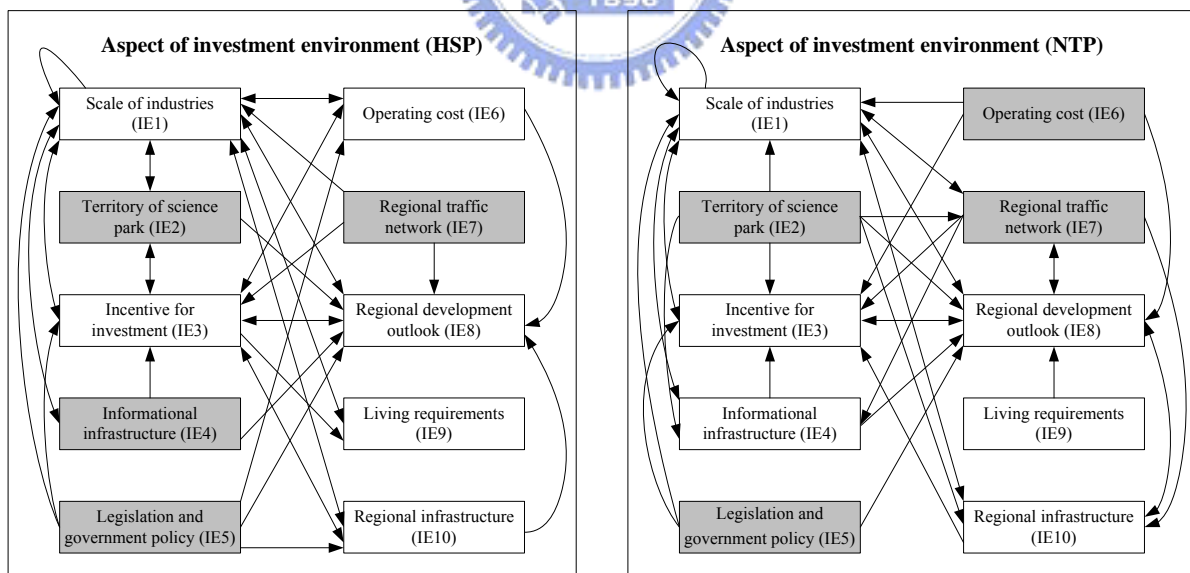 1896
Aspect of investment environment (HSP)
Scale of industries
(IE1)
Operating cost (IE6)
Territory of science
park (IE2)
Regional traffic
network (IE7)
Incentive for
investment (IE3)
Regional development
outlook (IE8)
Informational
infrastructure (IE4)
Living requirements
(IE9)
Legislation and
government policy (IE5)
Regional infrastructure
(IE10)
Aspect of investment environment (NTP)
Scale of industries
(IE1)
Operating cost (IE6)
Territory of science
park (IE2)
Regional traffic
network (IE7)
Incentive for
investment (IE3)
Regional development
outlook (IE8)
Informational
infrastructure (IE4)
Living requirements
(IE9)
Legislation and
government policy (IE5)
Regional infrastructure
(IE10)